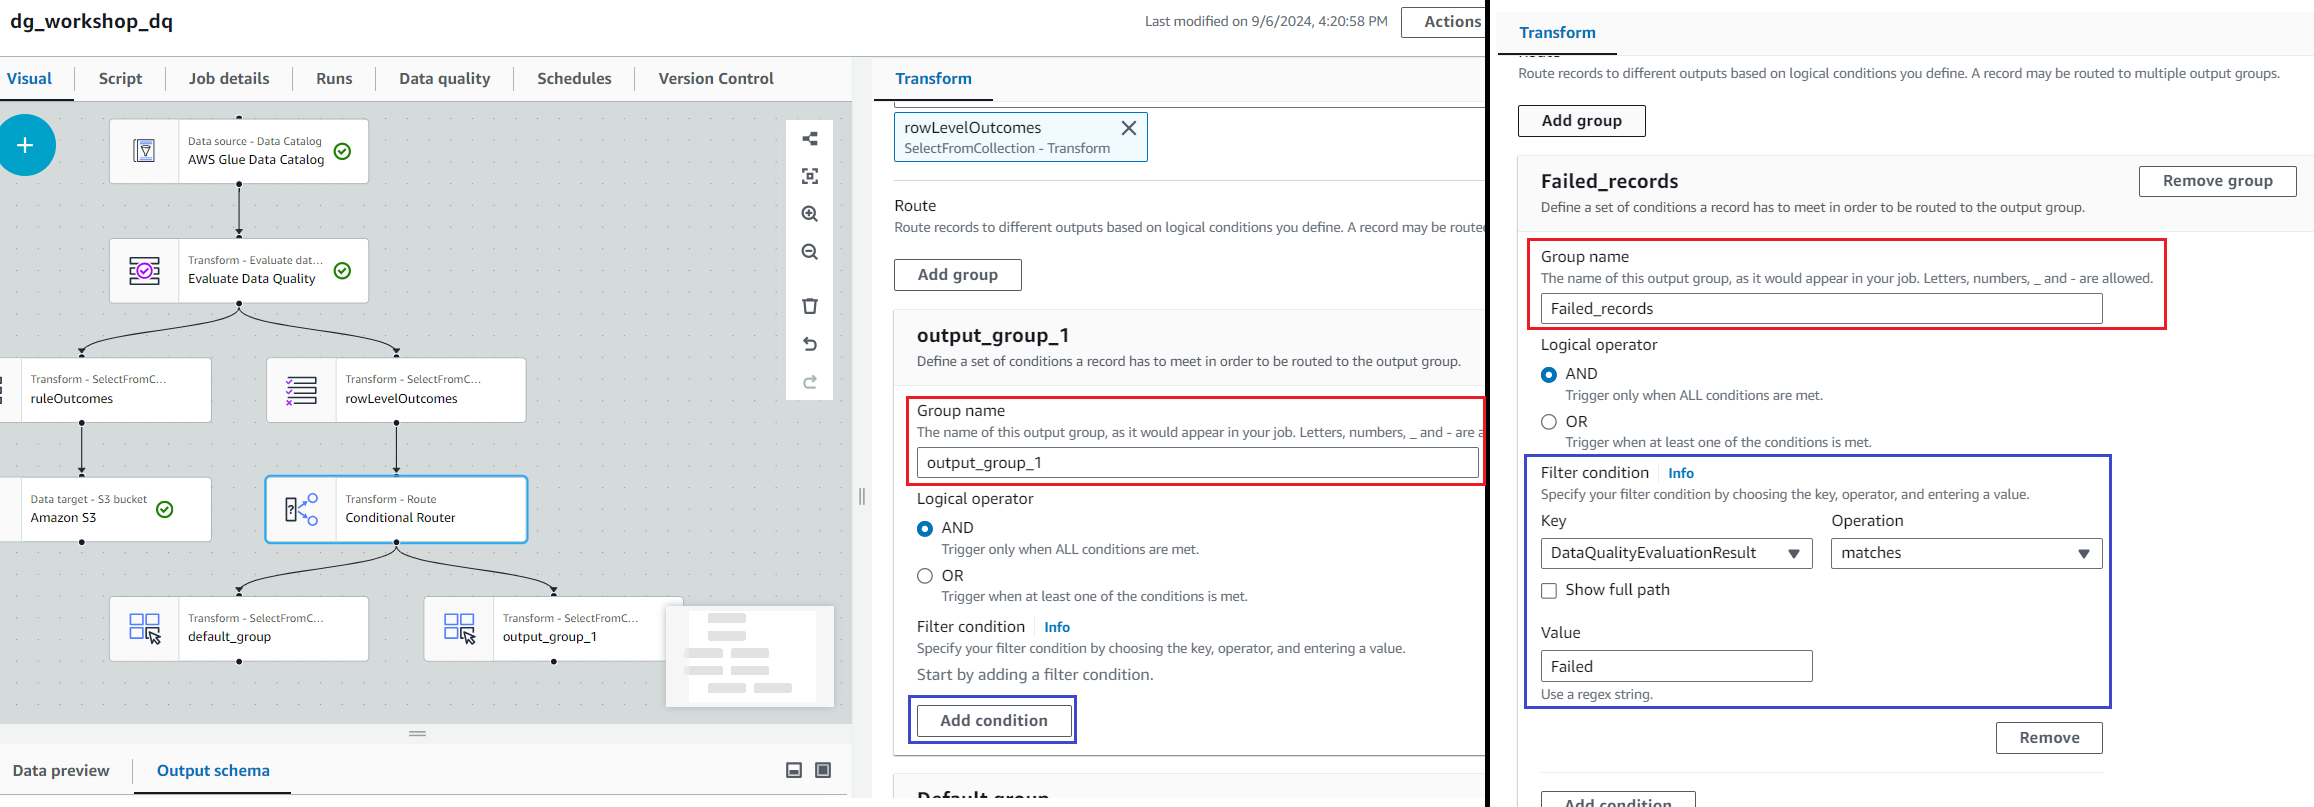 dg_workshop_dq
Last modified on 9/6/2024, 4:20:58 PM
Actions
Visual
Script
Job details
Runs
Data quality
Schedules
Version Control
Data source - Data Catalog
AWS Glue Data Catalog
Transform - Evaluate dat...
Evaluate Data Quality
Transform - SelectFromC...
ruleOutcomes
Transform - SelectFromC...
rowLevelOutcomes
Data target - S3 bucket
Amazon S3
Transform - Route
Conditional Router
Transform - SelectFromC...
default_group
Transform - SelectFromC...
output_group_1
Data preview
Output schema
Transform
rowLevelOutcomes
SelectFromCollection - Transform
Route
Route records to different outputs based on logical conditions you define. A record may be route
Add group
output_group_1
Define a set of conditions a record has to meet in order to be routed to the output group.
Group name
The name of this output group, as it would appear in your job. Letters, numbers, _ and - are a
output_group_1
Logical operator
AND
Trigger only when ALL conditions are met.
OR
Trigger when at least one of the conditions is met.
Filter condition
Info
Specify your filter condition by choosing the key, operator, and entering a value.
Start by adding a filter condition.
Add condition
Default group
Transform
Route
Route records to different outputs based on logical conditions you define. A record may be routed to multiple output groups.
Add group
Failed_records
Remove group
Define a set of conditions a record has to meet in order to be routed to the output group.
Group name
The name of this output group, as it would appear in your job. Letters, numbers, _ and - are allowed.
Failed_records
Logical operator
AND
Trigger only when ALL conditions are met.
OR
Trigger when at least one of the conditions is met.
Filter condition
Info
Specify your filter condition by choosing the key, operator, and entering a value.
Key
Operation
DataQualityEvaluationResult
matches
Show full path
Value
Failed
Use a regex string.
Remove
Add condition